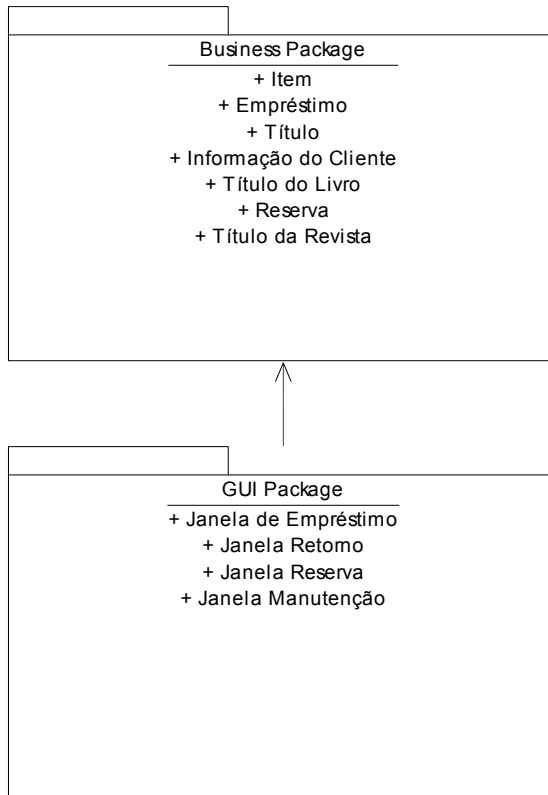 Business Package
+ Item
+ Empréstimo
+ Título
+ Informação do Cliente
+ Título do Livro
+ Reserva
+ Título da Revista
GUI Package
+ Janela de Empréstimo
+ Janela Retorno
+ Janela Reserva
+ Janela Manutenção